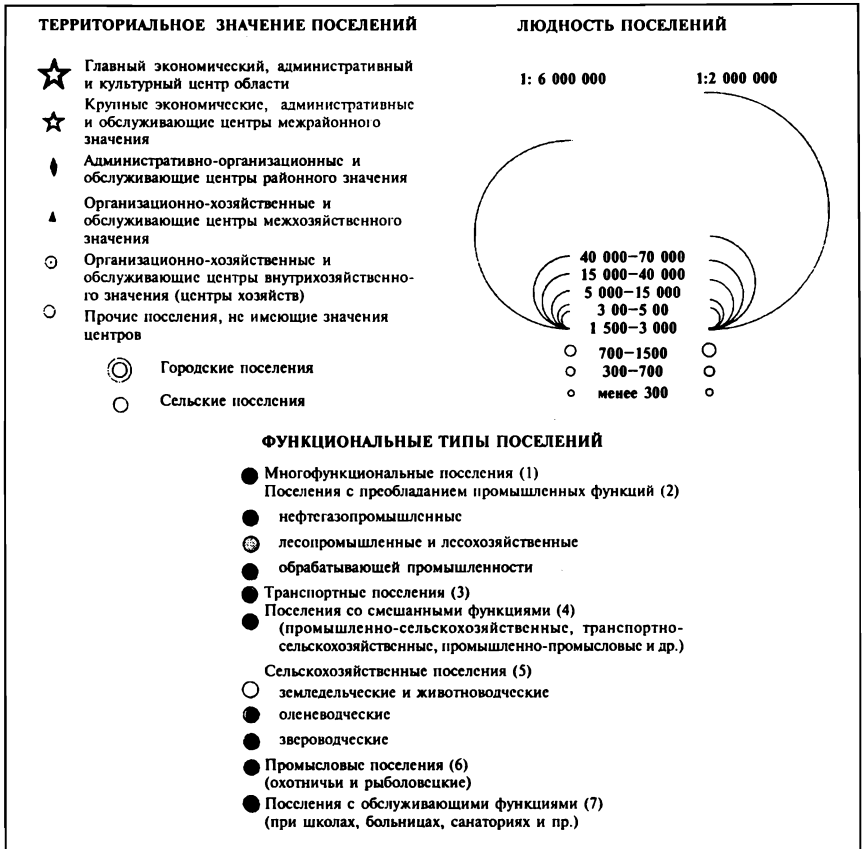 ТЕРРИТОРИАЛЬНОЕ ЗНАЧЕНИЕ ПОСЕЛЕНИЙ
Главный экономический, административный
и культурный центр области
Крупные экономические, административные
и обслуживающие центры межрайонного
значения
Административно-организационные и
обслуживающие центры районного значения
Организационно-хозяйственные и
обслуживающие центры межхозяйственного
значения
Организационно-хозяйственные и
обслуживающие центры внутрихозяйственно-
го значения (центры хозяйств)
Прочие поселения, не имеющие значения
центров
Городские поселения
Сельские поселения
ЛЮДНОСТЬ ПОСЕЛЕНИЙ
1: 6 000 000 1:2 000 000
40 000—70 000
15 000—40 000
5 000—15 000
3 00—5 00
1 500—3 000
700—1500
300—700
менее 300
ФУНКЦИОНАЛЬНЫЕ ТИПЫ ПОСЕЛЕНИЙ
Многофункциональные поселения (1)
Поселения с преобладанием промышленных функций (2)
нефтегазопромышленные
лесопромышленные и лесохозяйственные
обрабатывающей промышленности
Транспортные поселения (3)
Поселения со смешанными функциями (4)
(промышленно-сельскохозяйственные, транспортно-
сельскохозяйственные, промышленно-промысловые и др.)
Сельскохозяйственные поселения (5)
земледельческие и животноводческие
оленеводческие
звероводческие
Промысловые поселения (6)
(охотничьи и рыболовецкие)
Поселения с обслуживающими функциями (7)
(при школах, больницах, санаториях и пр.)